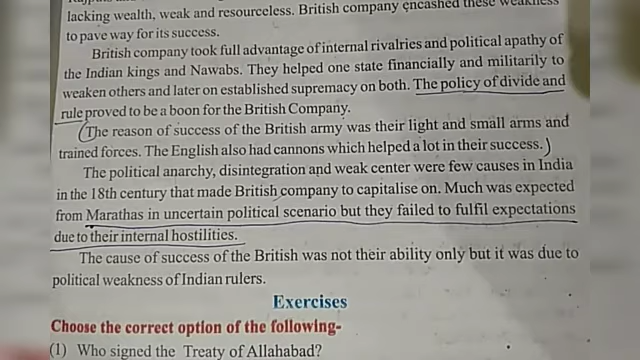 lacking wealth, weak and resourceless. British company encashed these weakness
to pave way for its success.
British company took full advantage of internal rivalries and political apathy of
the Indian kings and Nawabs. They helped one state financially and militarily to
weaken others and later on established supremacy on both. The policy of divide and
rule proved to be a boon for the British Company.
(The reason of success of the British army was their light and small arms and
trained forces. The English also had cannons which helped a lot in their success.)
The political anarchy, disintegration and weak center were few causes in India
in the 18th century that made British company to capitalise on. Much was expected
from Marathas in uncertain political scenario but they failed to fulfil expectations
due to their internal hostilities.
The cause of success of the British was not their ability only but it was due to
political weakness of Indian rulers.
Exercises
Choose the correct option of the following-
(1) Who signed the Treaty of Allahabad?